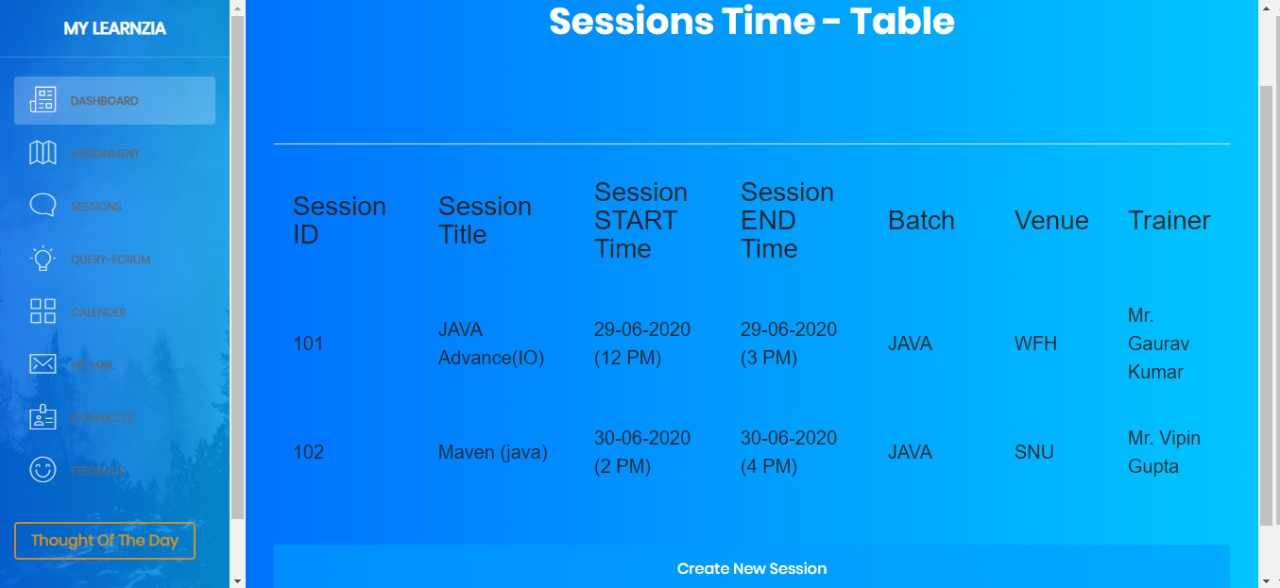 MY LEARNZIA
DASHBOARD
ASSIGNMENT
SESSIONS
QUERY-FORUM
CALENDER
MY MAIL
FEEDBACK
Thought Of The Day
Sessions Time - Table
Session ID
Session Title
Session START Time
Session END Time
Batch
Venue
Trainer
101
JAVA Advance(IO)
29-06-2020 (12 PM)
29-06-2020 (3 PM)
JAVA
WFH
Mr. Gaurav Kumar
102
Maven (java)
30-06-2020 (2 PM)
30-06-2020 (4 PM)
JAVA
SNU
Mr. Vipin Gupta
Create New Session